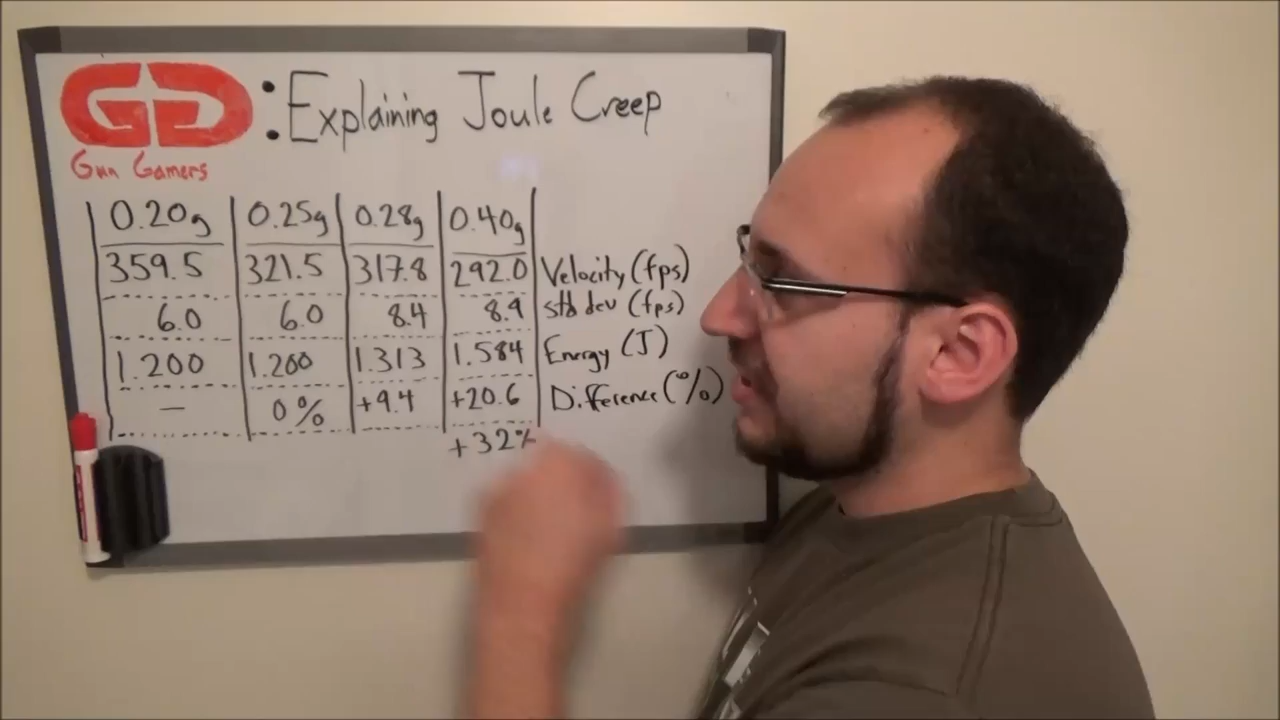 GG : Explaining Joule Creep
Gun Gamers
0.20g 0.25g 0.28g 0.40g
359.5 321.5 317.8 292.0 Velocity (fps)
6.0 6.0 8.4 8.9 std dev (fps)
1.200 1.200 1.313 1.584 Energy (J)
— 0% +9.4 +20.6 Difference (%)
+32%